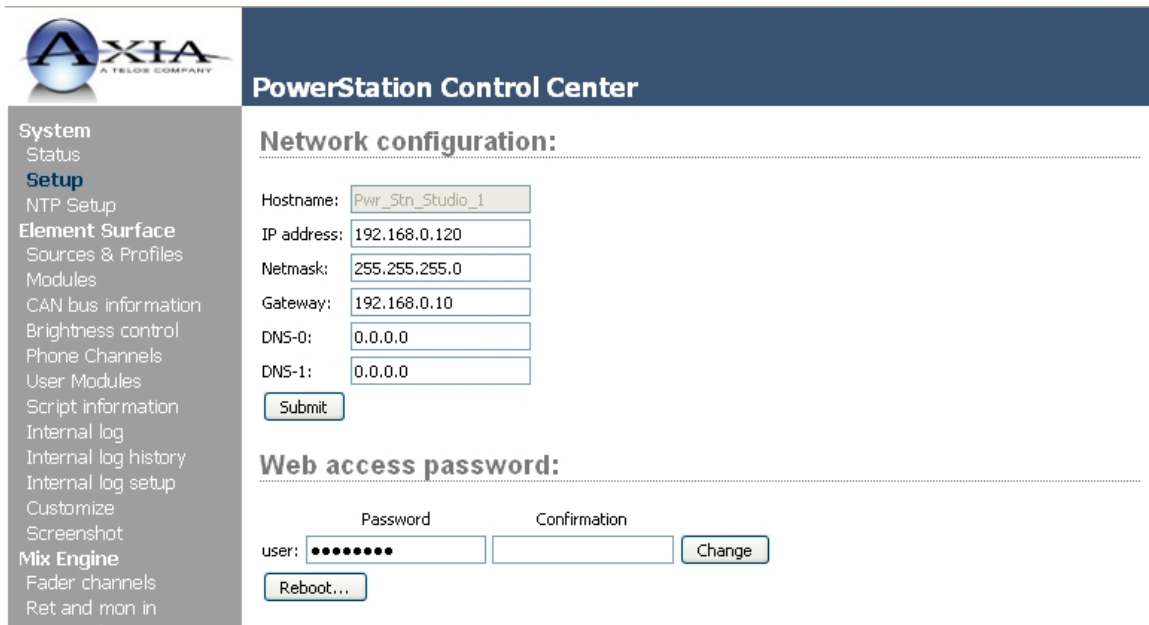 AXIA
A TELOS COMPANY
PowerStation Control Center
System
Status
Setup
NTP Setup
Element Surface
Sources & Profiles
Modules
CAN bus information
Brightness control
Phone Channels
User Modules
Script information
Internal log
Internal log history
Internal log setup
Customize
Screenshot
Mix Engine
Fader channels
Ret and mon in
Network configuration:
Hostname: Pwr_Stn_Studio_1
IP address: 192.168.0.120
Netmask: 255.255.255.0
Gateway: 192.168.0.10
DNS-0: 0.0.0.0
DNS-1: 0.0.0.0
Submit
Web access password:
Password Confirmation
user: ●●●●●●●● Change
Reboot...